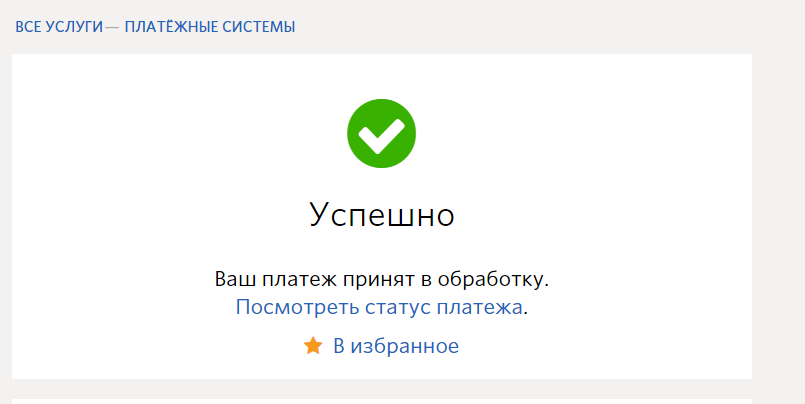 ВСЕ УСЛУГИ — ПЛАТЁЖНЫЕ СИСТЕМЫ
Успешно
Ваш платеж принят в обработку.
Посмотреть статус платежа.
В избранное